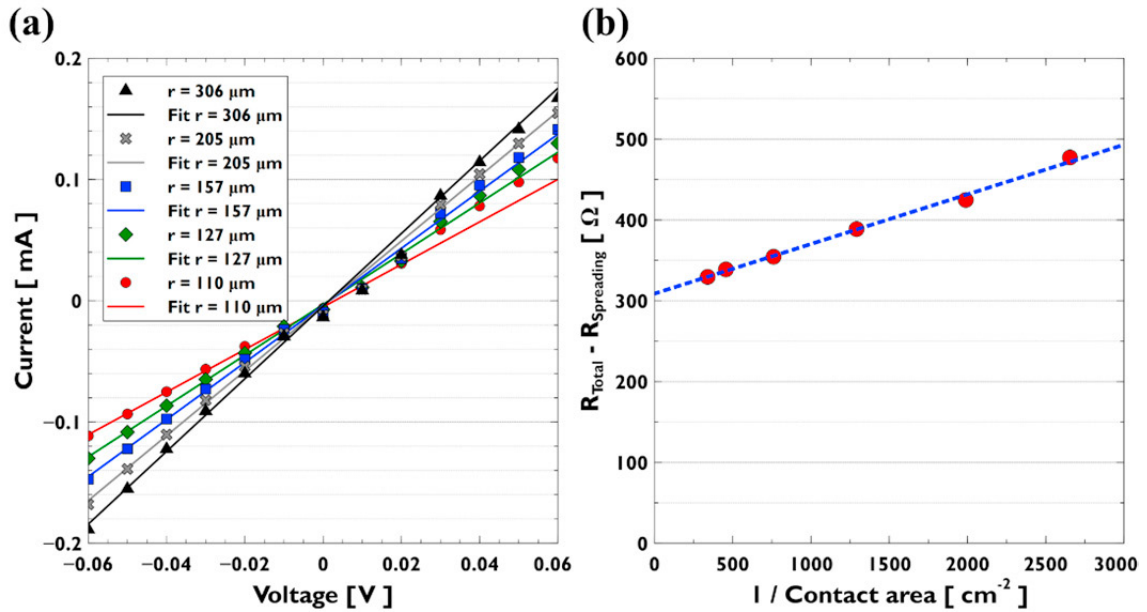 (a)
(b)
0.2
0.1
0
−0.1
−0.2
Current [ mA ]
r = 306 μm
Fit r = 306 μm
r = 205 μm
Fit r = 205 μm
r = 157 μm
Fit r = 157 μm
r = 127 μm
Fit r = 127 μm
r = 110 μm
Fit r = 110 μm
−0.06 −0.04 −0.02 0 0.02 0.04 0.06
Voltage [ V ]
600
500
400
300
200
100
0
R_Total - R_Spreading [ Ω ]
0 500 1000 1500 2000 2500 3000
1 / Contact area [ cm⁻² ]